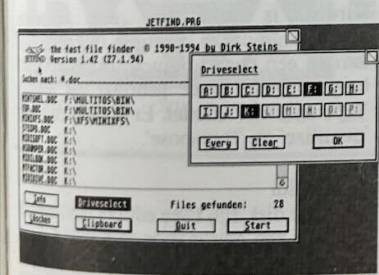 JETFIND.PRG
the fast file finder © 1990-1994 by Dirk Steins
JETFIND Version 1.42 (27.1.94)
Suchen nach: *.doc
MINTSHEL.DOC F:\MULTITOS\BIN\
TOP.DOC F:\MULTITOS\BIN\
MINIXFS.DOC F:\XFS\MINIXFS\
K:\
K:\
K:\
K:\
K:\
K:\
Driveselect
A: B: C: D: E: F: G: H:
I: J: K: L: M: N: O: P:
Every Clear OK
Info Driveselect Files gefunden: 28
Löschen Clipboard Quit Start